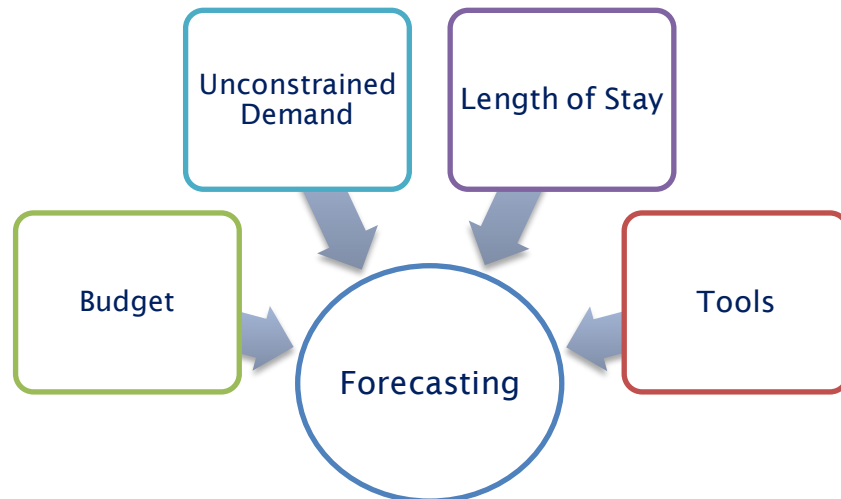 Unconstrained
Demand
Length of Stay
Budget
Tools
Forecasting